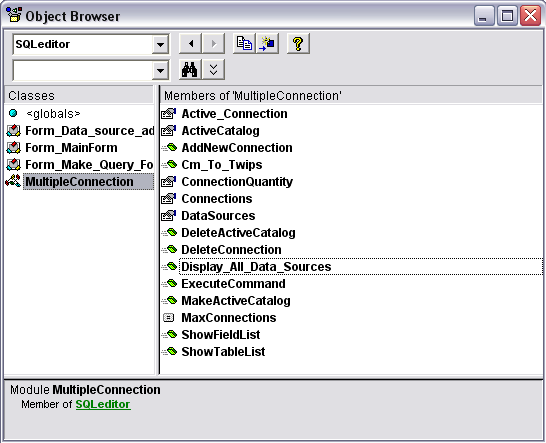 Object Browser
SQLeditor
Classes
<globals>
Form_Data_source_ad
Form_MainForm
Form_Make_Query_Fo
MultipleConnection
Members of 'MultipleConnection'
Active_Connection
ActiveCatalog
AddNewConnection
Cm_To_Twips
ConnectionQuantity
Connections
DataSources
DeleteActiveCatalog
DeleteConnection
Display_All_Data_Sources
ExecuteCommand
MakeActiveCatalog
MaxConnections
ShowFieldList
ShowTableList
Module MultipleConnection
Member of SQLeditor